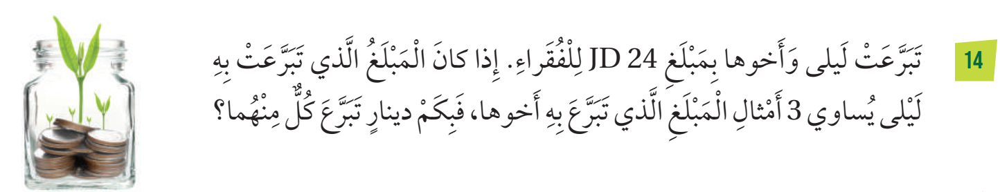 14 تَبَرَّعَتْ لَيلى وَأَخوها بِمَبْلَغِ JD 24 لِلْفُقَراءِ. إِذا كانَ الْمَبْلَغُ الَّذي تَبَرَّعَتْ بِهِ
لَيْلى يُساوي 3 أَمْثالِ الْمَبْلَغِ الَّذي تَبَرَّعَ بِهِ أَخوها، فَبِكَمْ دينارٍ تَبَرَّعَ كُلٌّ مِنْهُما؟